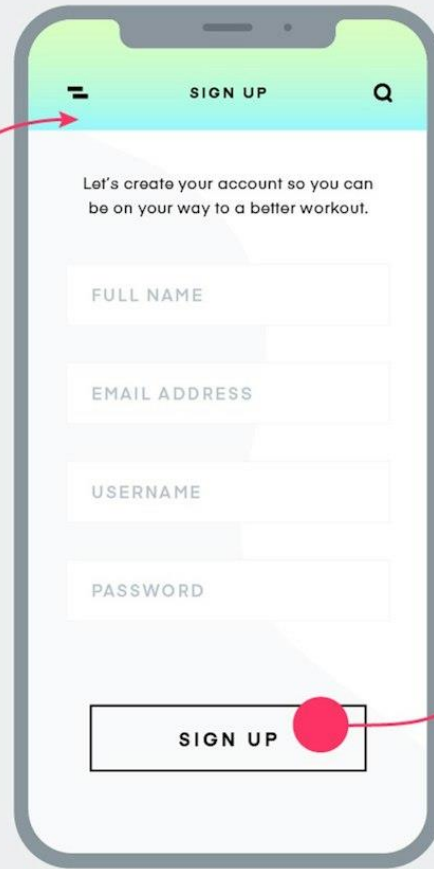 SIGN UP
Let's create your account so you can
be on your way to a better workout.
FULL NAME
EMAIL ADDRESS
USERNAME
PASSWORD
SIGN UP